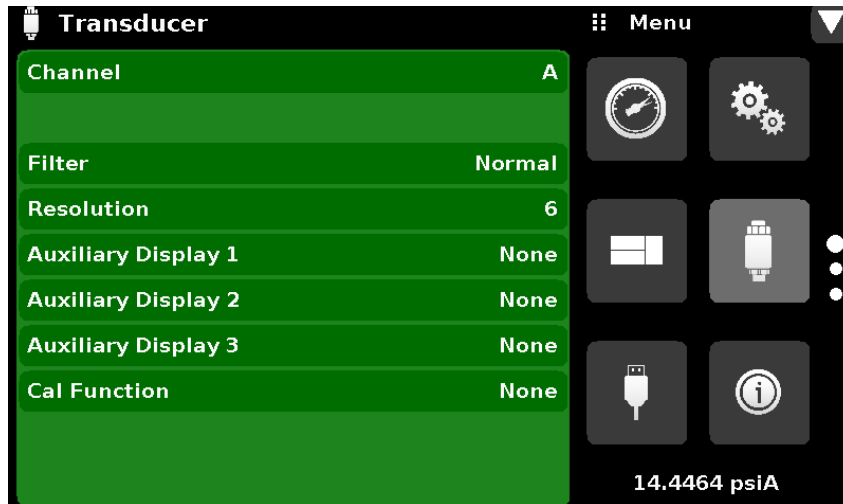 Transducer
Menu
Channel A
Filter Normal
Resolution 6
Auxiliary Display 1 None
Auxiliary Display 2 None
Auxiliary Display 3 None
Cal Function None
14.4464 psiA